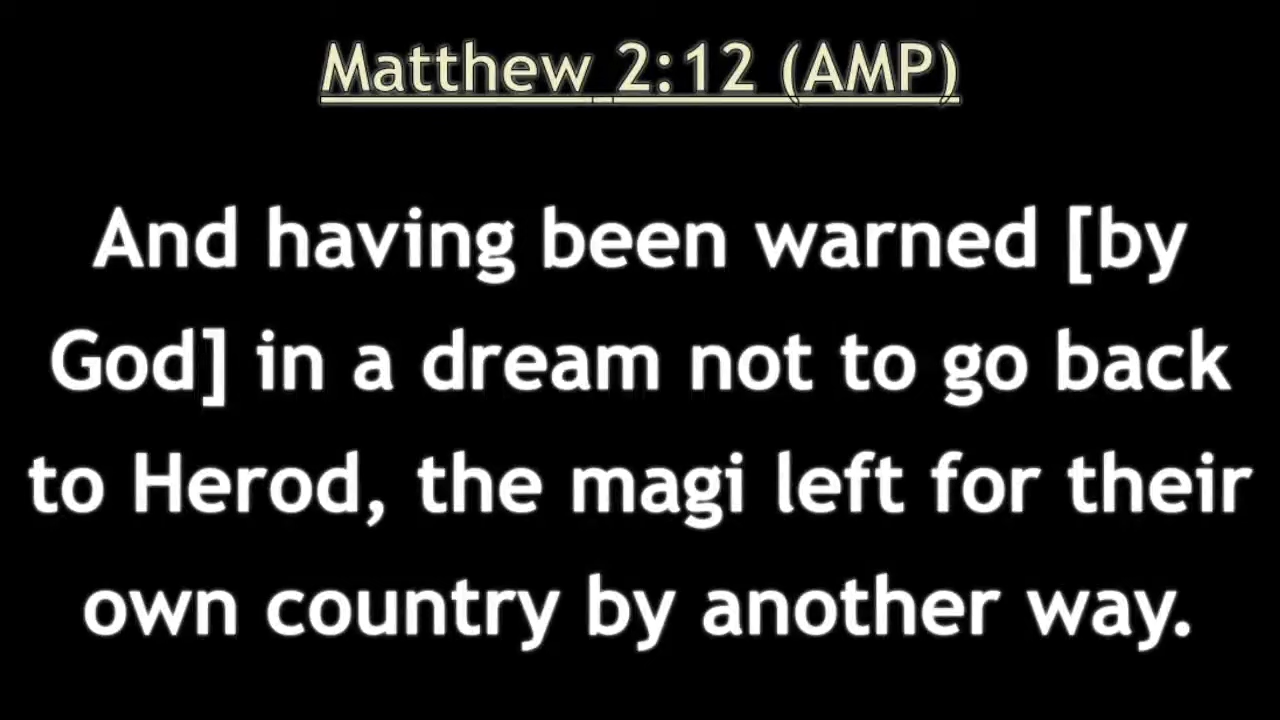 Matthew 2:12 (AMP)
And having been warned [by
God] in a dream not to go back
to Herod, the magi left for their
own country by another way.